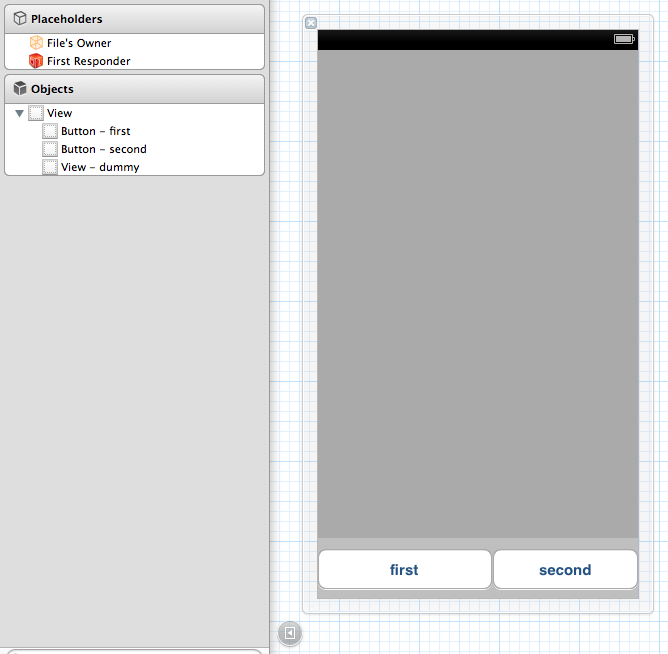 Placeholders
File's Owner
First Responder
Objects
View
Button – first
Button – second
View – dummy
first
second